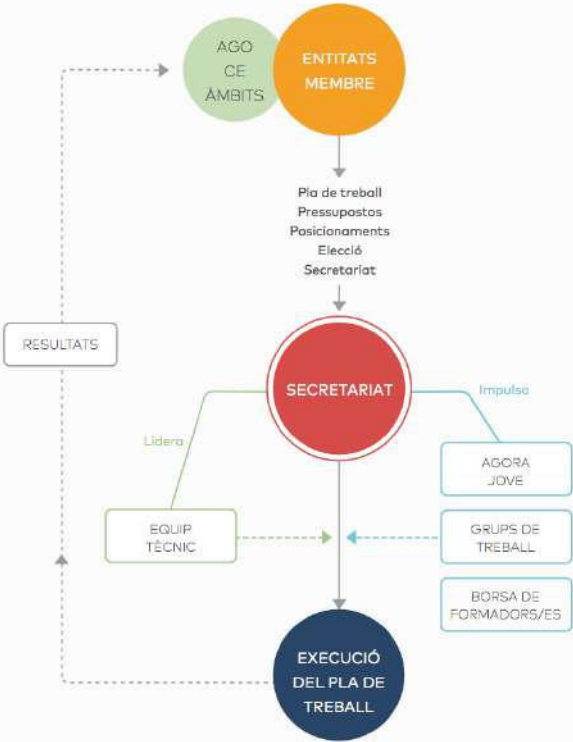 AGO
CE
ÀMBITS
ENTITATS
MEMBRE
Pla de treball
Pressupostos
Posicionaments
Elecció
Secretariat
RESULTATS
SECRETARIAT
Lidera
Impulsa
AGORA
JOVE
EQUIP
TÈCNIC
GRUPS DE
TREBALL
BORSA DE
FORMADORS/ES
EXECUCIÓ
DEL PLA DE
TREBALL